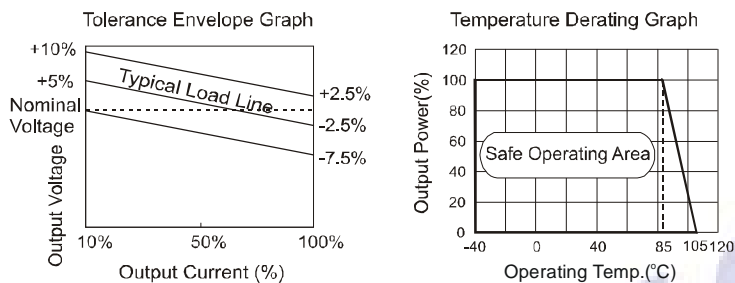 Tolerance Envelope Graph
+10%
+5%
Nominal
Voltage
Output Voltage
Typical Load Line
+2.5%
-2.5%
-7.5%
10%
50%
100%
Output Current (%)
Temperature Derating Graph
120
100
80
60
40
20
0
Output Power(%)
Safe Operating Area
-40
0
40
85
105
120
Operating Temp.(°C)